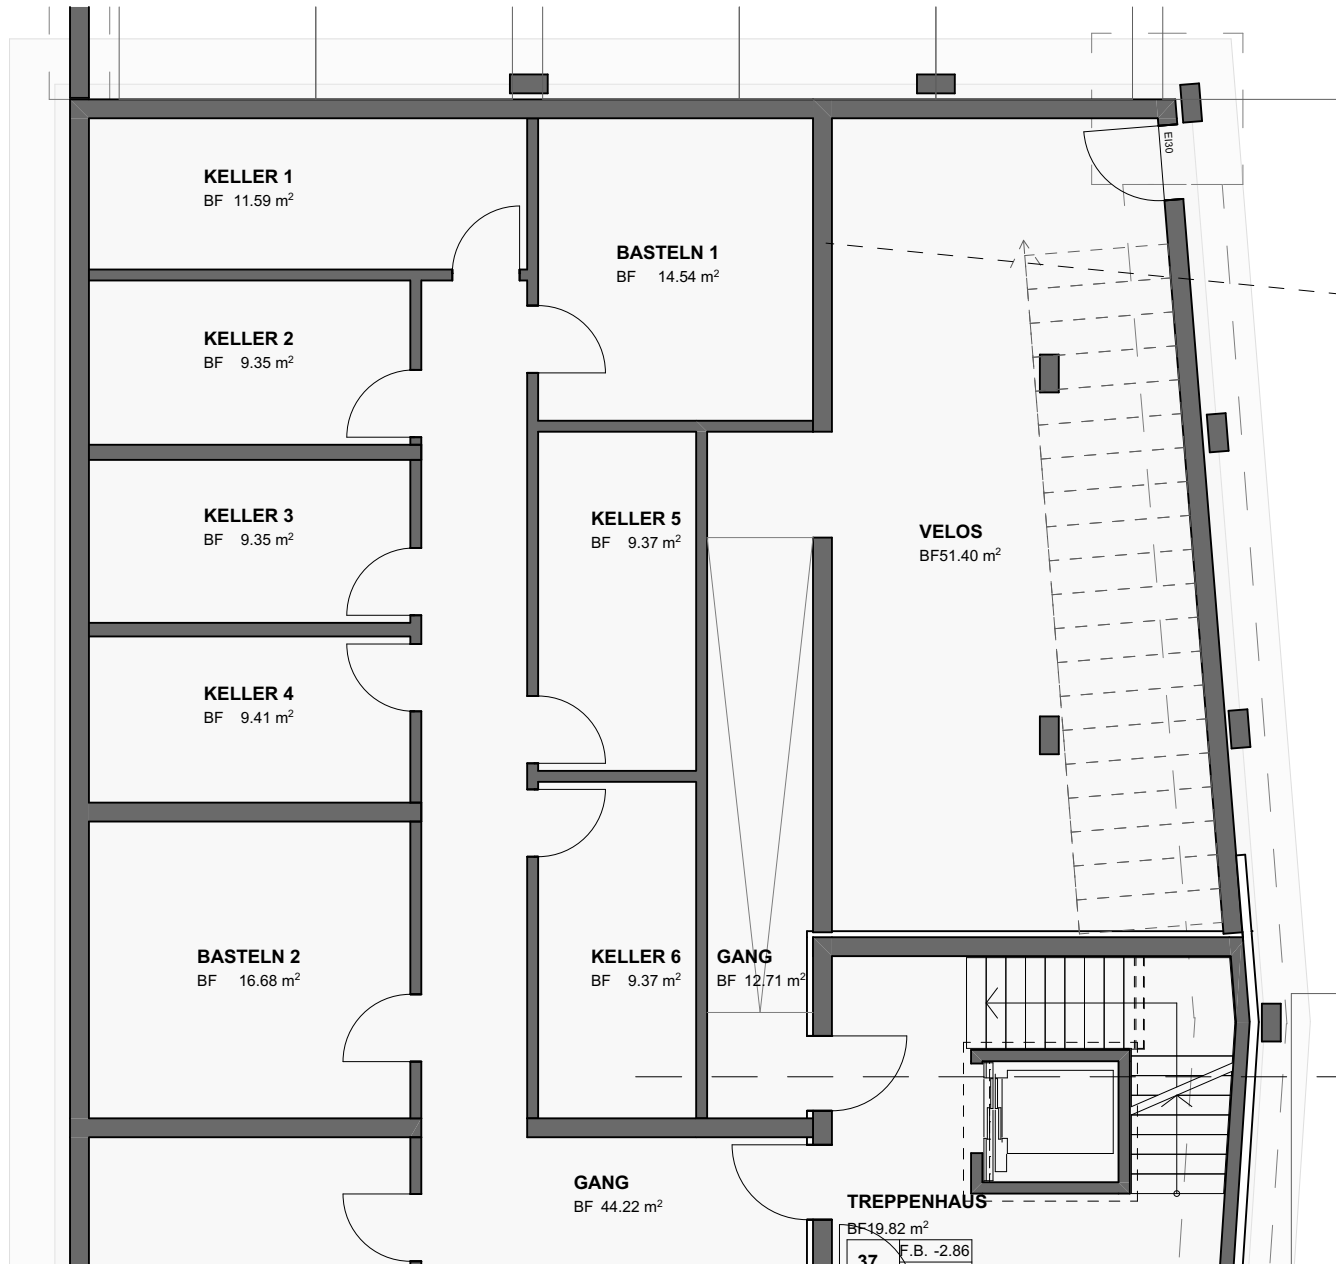 EI30
KELLER 1
BF 11.59 m²
BASTELN 1
BF 14.54 m²
KELLER 2
BF 9.35 m²
KELLER 3
BF 9.35 m²
KELLER 5
BF 9.37 m²
VELOS
BF51.40 m²
KELLER 4
BF 9.41 m²
BASTELN 2
BF 16.68 m²
KELLER 6
BF 9.37 m²
GANG
BF 12.71 m²
GANG
BF 44.22 m²
TREPPENHAUS
BF19.82 m²
37
F.B. -2.86